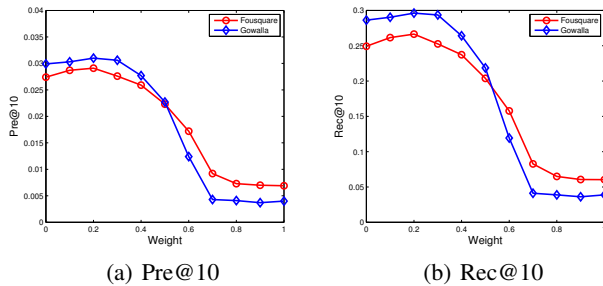 0.04
0.035
0.03
0.025
0.02
0.015
0.01
0.005
0
Pre@10
0 0.2 0.4 0.6 0.8 1
Weight
Fousquare
Gowalla
(a) Pre@10
0.3
0.25
0.2
0.15
0.1
0.05
0
Rec@10
0 0.2 0.4 0.6 0.8 1
Weight
Fousquare
Gowalla
(b) Rec@10